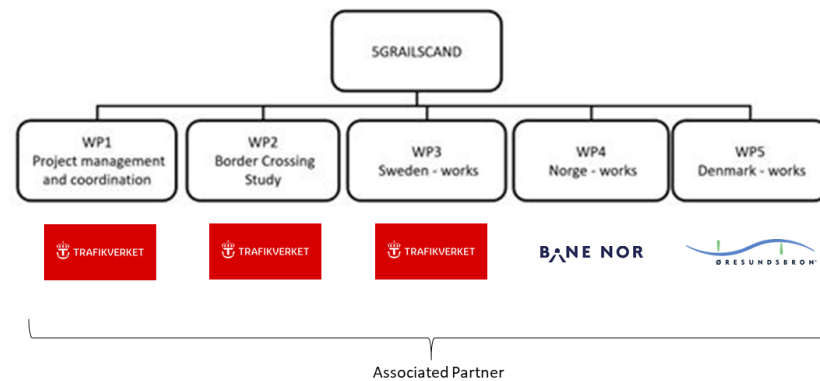 5GRAILSCAND
WP1
Project management
and coordination
WP2
Border Crossing
Study
WP3
Sweden - works
WP4
Norge - works
WP5
Denmark - works
TRAFIKVERKET
TRAFIKVERKET
TRAFIKVERKET
BANE NOR
ØRESUNDSBRON
Associated Partner